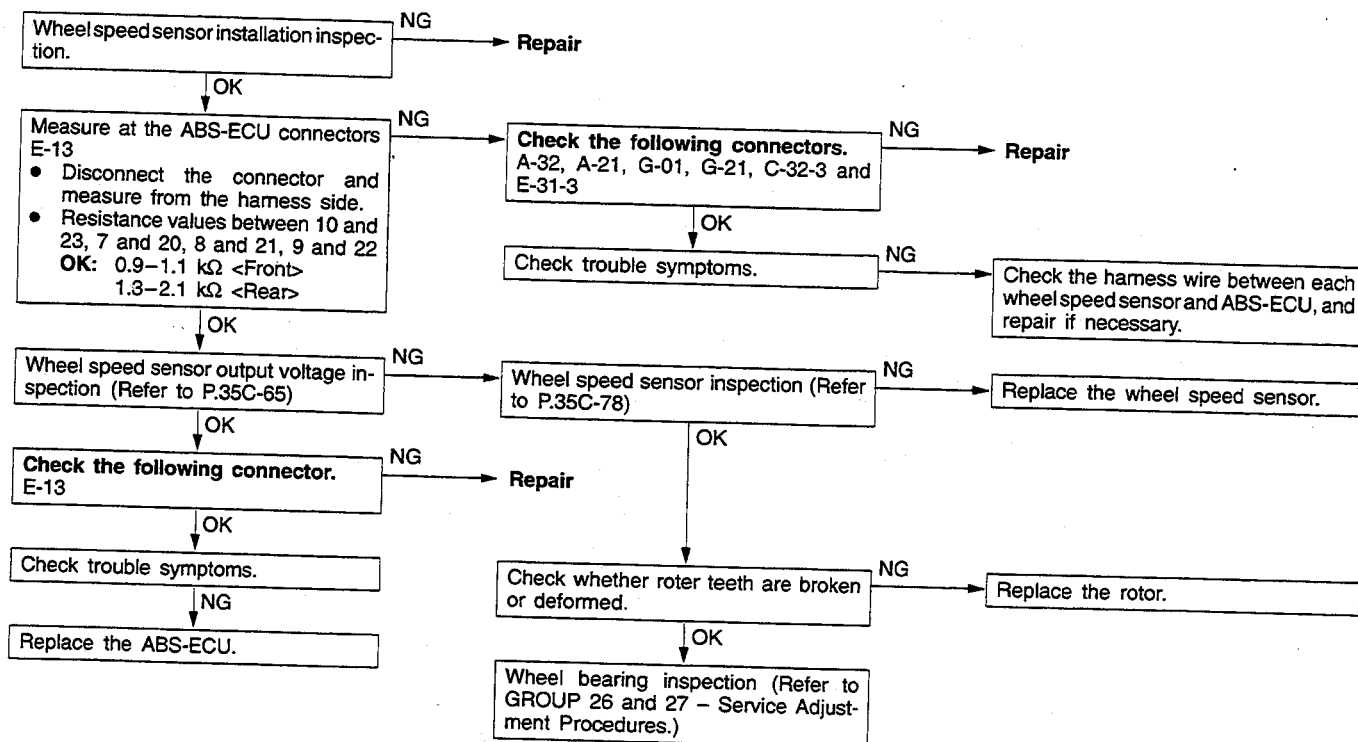 Wheel speed sensor installation inspec-
tion.
NG
Repair
OK
Measure at the ABS-ECU connectors
E-13
● Disconnect the connector and
measure from the harness side.
● Resistance values between 10 and
23, 7 and 20, 8 and 21, 9 and 22
OK: 0.9–1.1 kΩ <Front>
1.3–2.1 kΩ <Rear>
NG
Check the following connectors.
A-32, A-21, G-01, G-21, C-32-3 and
E-31-3
NG
Repair
OK
Check trouble symptoms.
NG
Check the harness wire between each
wheel speed sensor and ABS-ECU, and
repair if necessary.
OK
Wheel speed sensor output voltage in-
spection (Refer to P.35C-65)
NG
Wheel speed sensor inspection (Refer
to P.35C-78)
NG
Replace the wheel speed sensor.
OK
OK
Check the following connector.
E-13
NG
Repair
OK
Check trouble symptoms.
NG
Replace the ABS-ECU.
Check whether roter teeth are broken
or deformed.
NG
Replace the rotor.
OK
Wheel bearing inspection (Refer to
GROUP 26 and 27 – Service Adjust-
ment Procedures.)